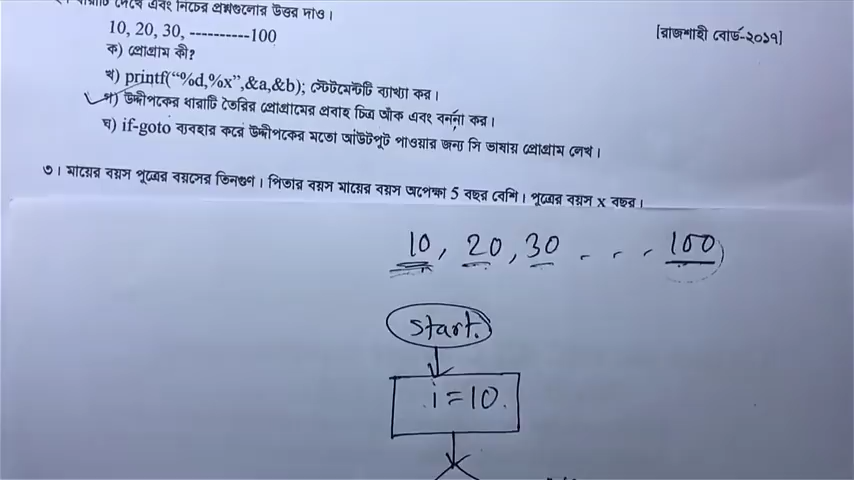 ২। ধারাটি দেখে এবং নিচের প্রশ্নগুলোর উত্তর দাও।
10, 20, 30, ----------100
[রাজশাহী বোর্ড-২০১৭]
ক) প্রোগ্রাম কী?
খ) printf(“%d,%x”,&a,&b); স্টেটমেন্টটি ব্যাখ্যা কর।
গ) উদ্দীপকের ধারাটি তৈরির প্রোগ্রামের প্রবাহ চিত্র আঁক এবং বর্ননা কর।
ঘ) if-goto ব্যবহার করে উদ্দীপকের মতো আউটপুট পাওয়ার জন্য সি ভাষায় প্রোগ্রাম লেখ।
৩। মায়ের বয়স পুত্রের বয়সের তিনগুণ। পিতার বয়স মায়ের বয়স অপেক্ষা 5 বছর বেশি। পুত্রের বয়স x বছর।
10, 20, 30 . . . 100
start.
i=10.